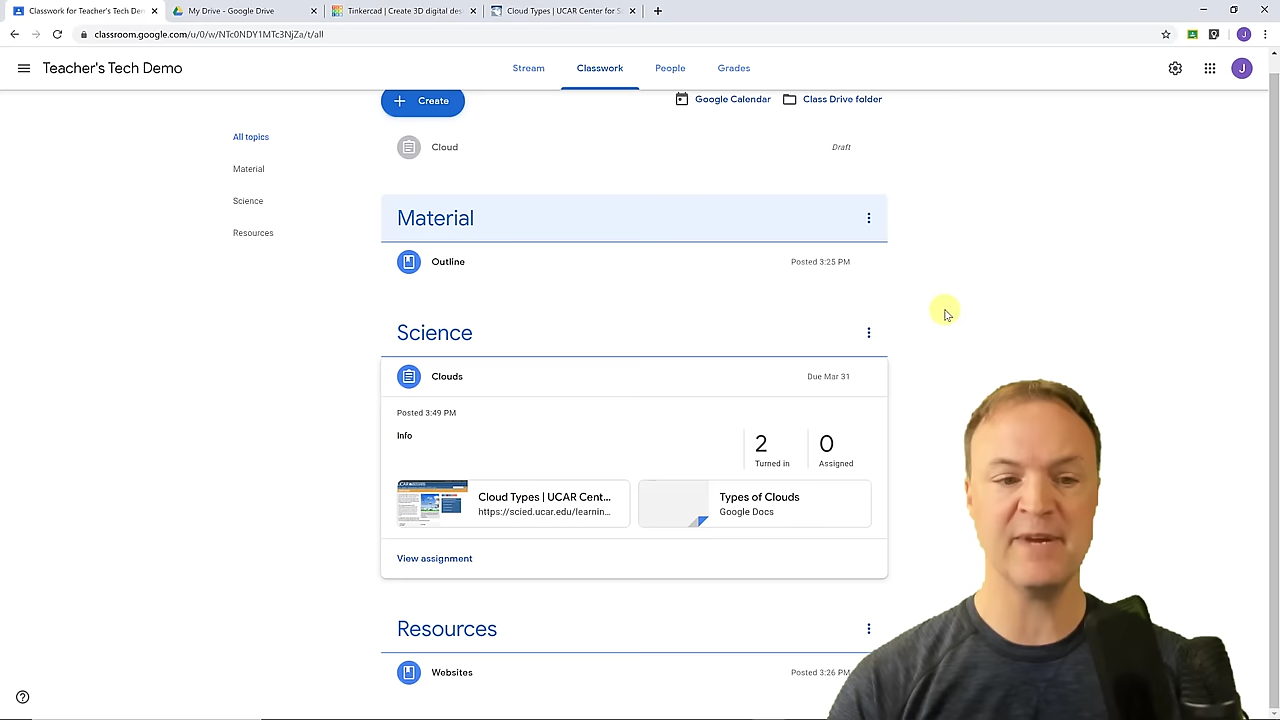 Classroom for Teacher's Tech Dem
My Drive - Google Drive
Tinkercad | Create 3D digital des
Cloud Types | UCAR Center for S
classroom.google.com/u/0/w/NTc0NDY1MTc3NjZa/t/all
J
Teacher's Tech Demo
Stream
Classwork
People
Grades
J
Create
Google Calendar
Class Drive folder
All topics
Material
Science
Resources
Cloud
Draft
Material
Outline
Posted 3:25 PM
Science
Clouds
Due Mar 31
Posted 3:49 PM
Info
2
Turned in
0
Assigned
Cloud Types | UCAR Cent...
https://scied.ucar.edu/learnin...
Types of Clouds
Google Docs
View assignment
Resources
Websites
Posted 3:26 PM